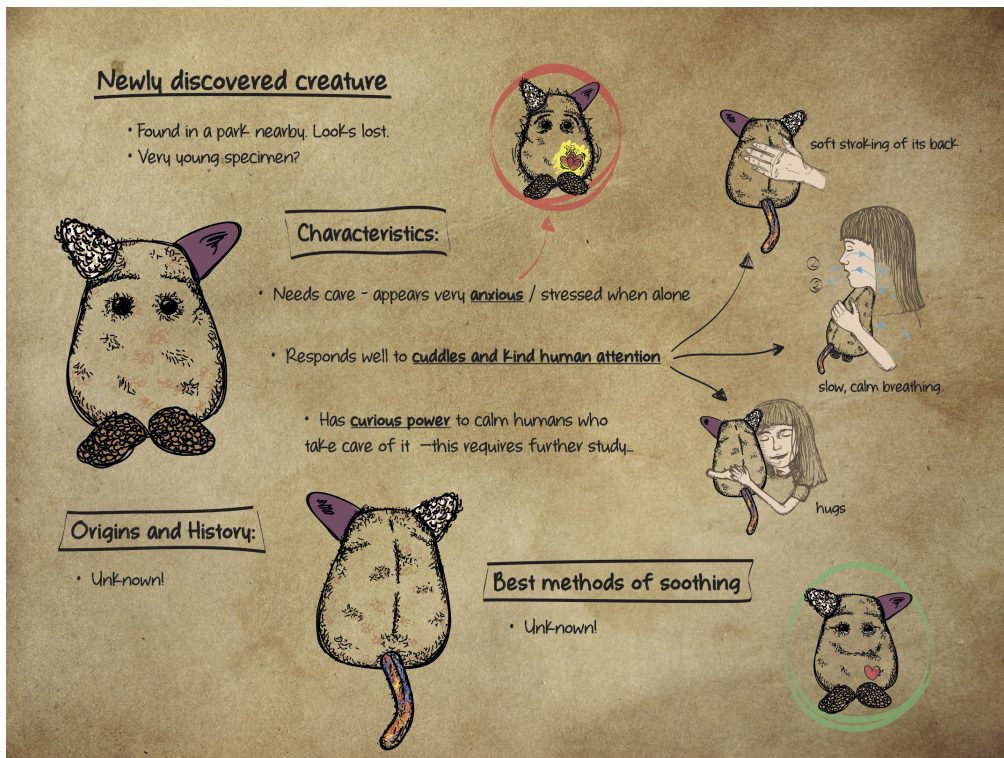 Newly discovered creature
• Found in a park nearby. Looks lost.
• Very young specimen?
soft stroking of its back
Characteristics:
• Needs care - appears very anxious / stressed when alone
• Responds well to cuddles and kind human attention
slow, calm breathing.
• Has curious power to calm humans who
take care of it —this requires further study...
hugs
Origins and History:
• Unknown!
Best methods of soothing
• Unknown!